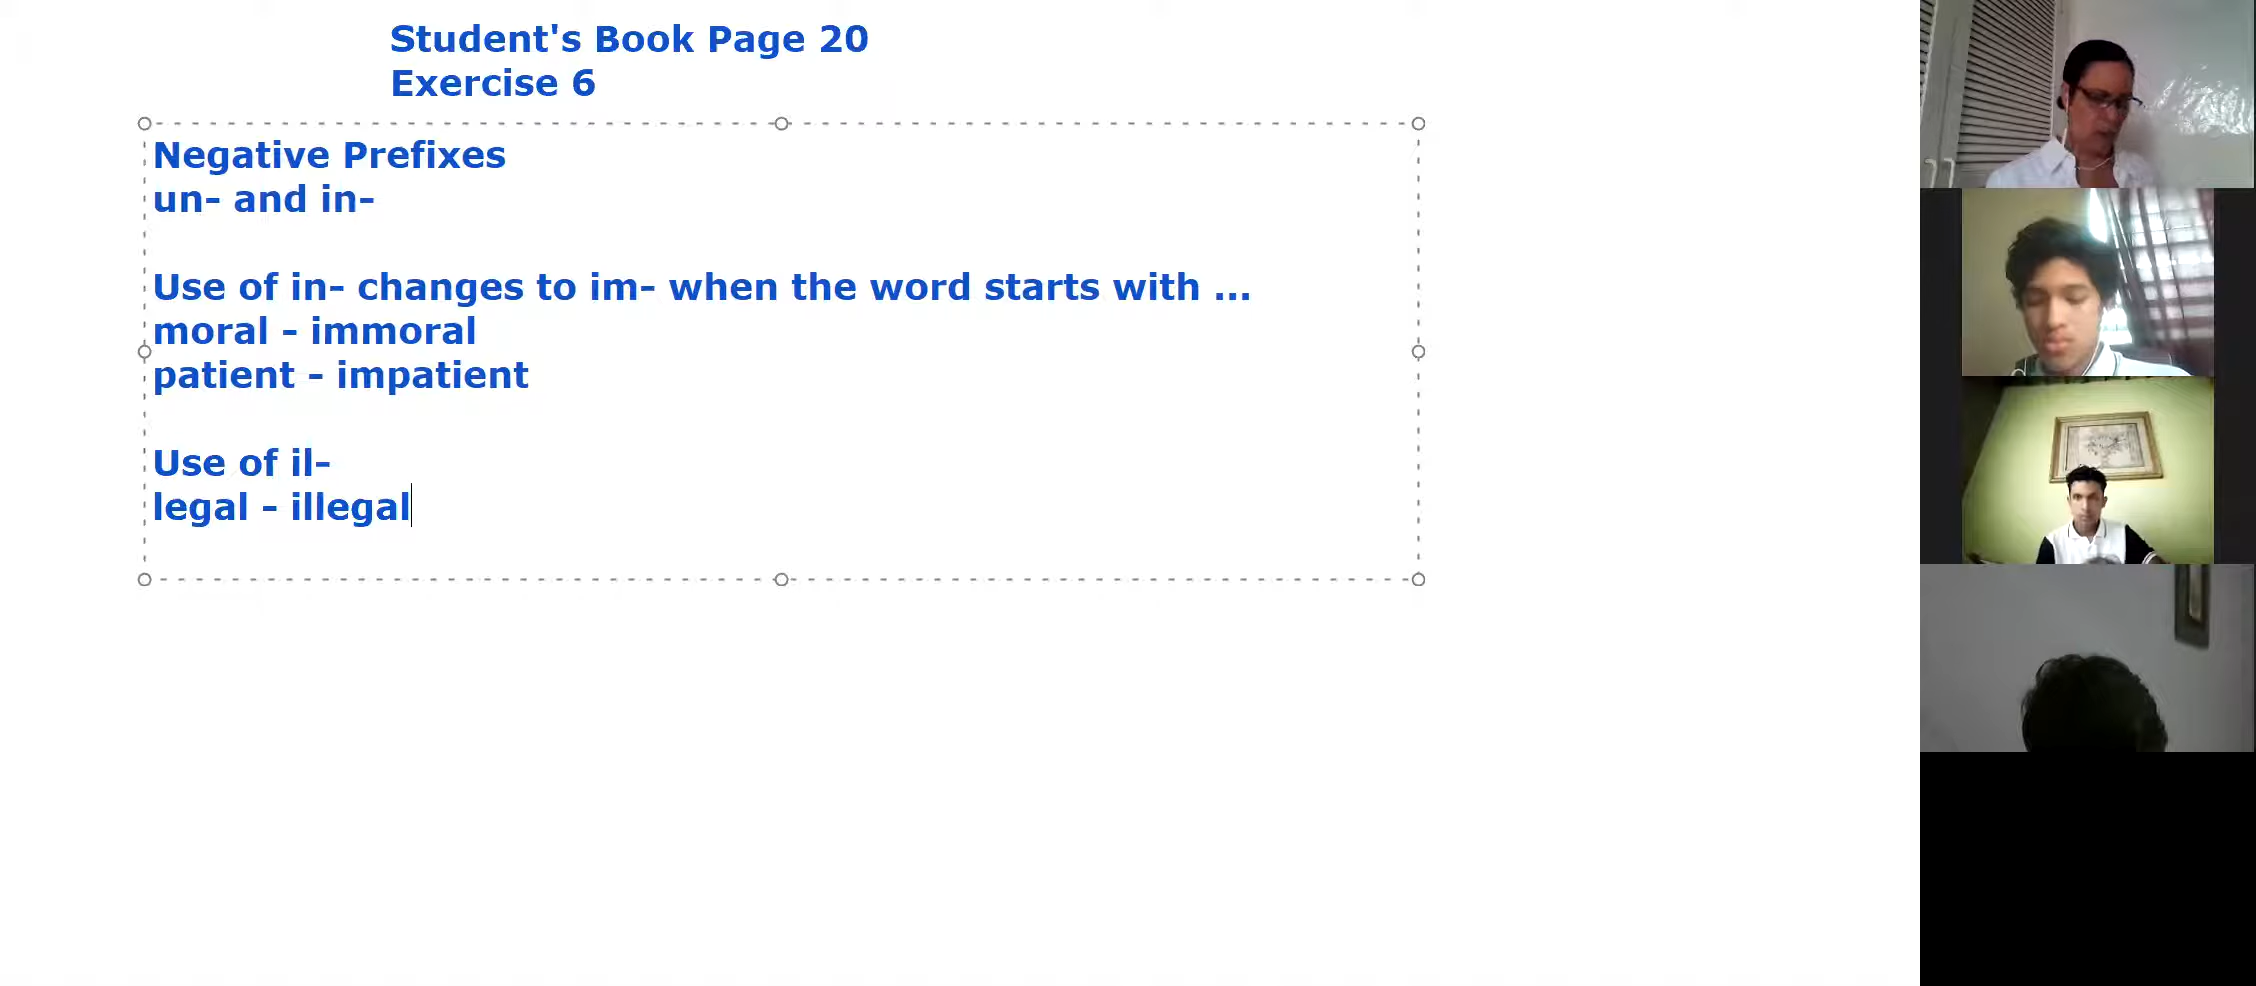 Student's Book Page 20
Exercise 6
Negative Prefixes
un- and in-
Use of in- changes to im- when the word starts with ...
moral - immoral
patient - impatient
Use of il-
legal - illegal